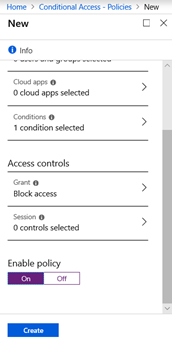 Home > Conditional Access - Policies > New
New
Info
users and groups selected
Cloud apps
0 cloud apps selected
Conditions
1 condition selected
Access controls
Grant
Block access
Session
0 controls selected
Enable policy
On Off
Create